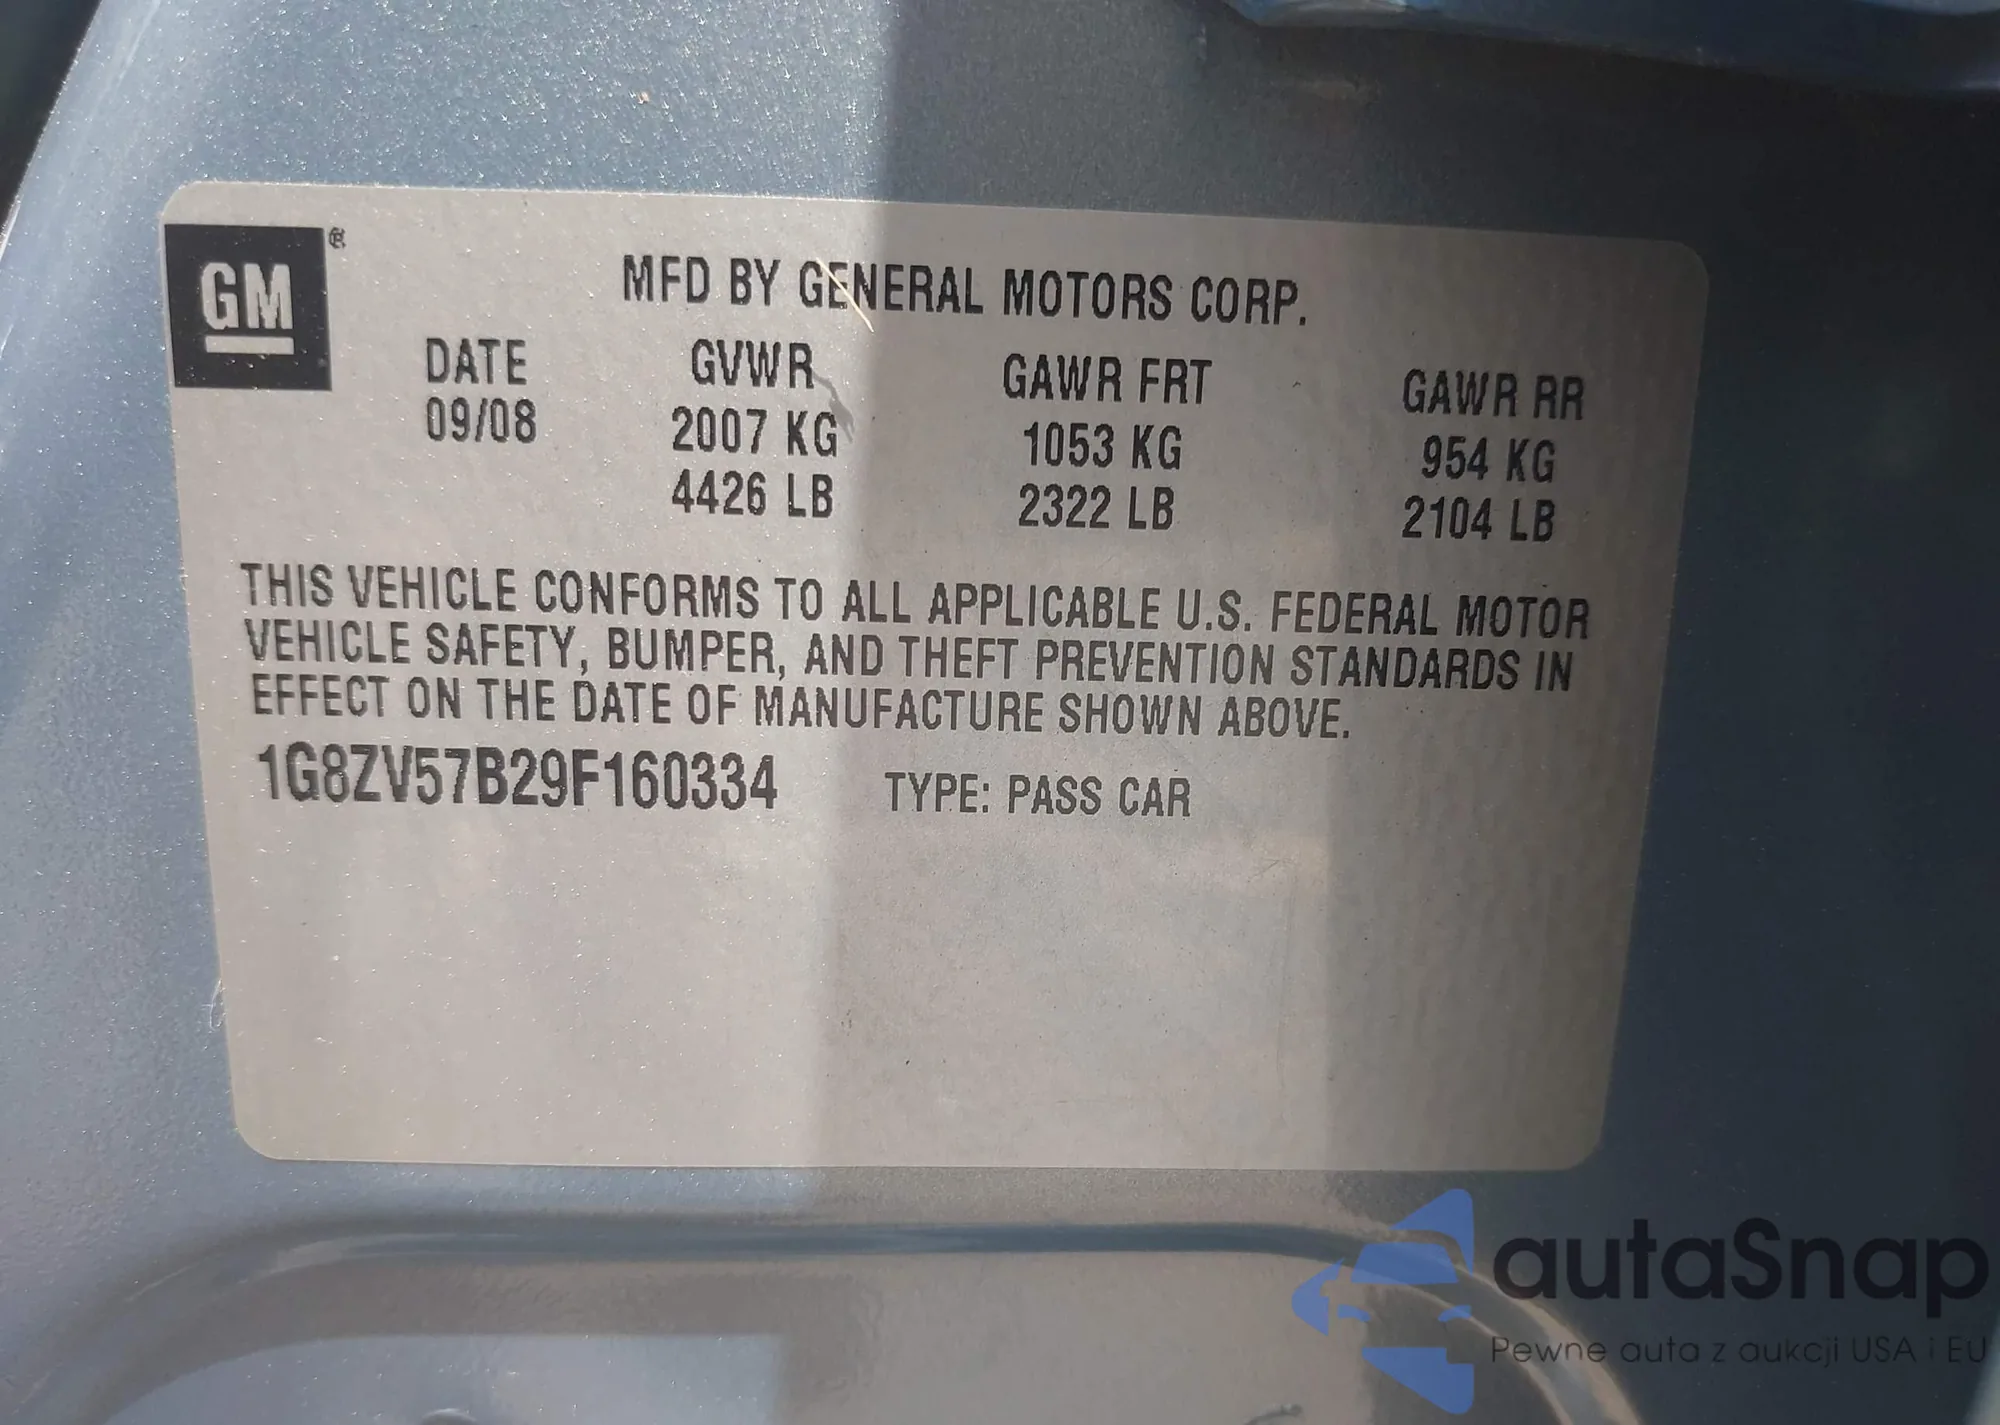 GM®
MFD BY GENERAL MOTORS CORP.
DATE GVWR GAWR FRT GAWR RR
09/08 2007 KG 1053 KG 954 KG
4426 LB 2322 LB 2104 LB
THIS VEHICLE CONFORMS TO ALL APPLICABLE U.S. FEDERAL MOTOR
VEHICLE SAFETY, BUMPER, AND THEFT PREVENTION STANDARDS IN
EFFECT ON THE DATE OF MANUFACTURE SHOWN ABOVE.
1G8ZV57B29F160334 TYPE: PASS CAR
autaSnap
Pewne auta z aukcji USA i EU